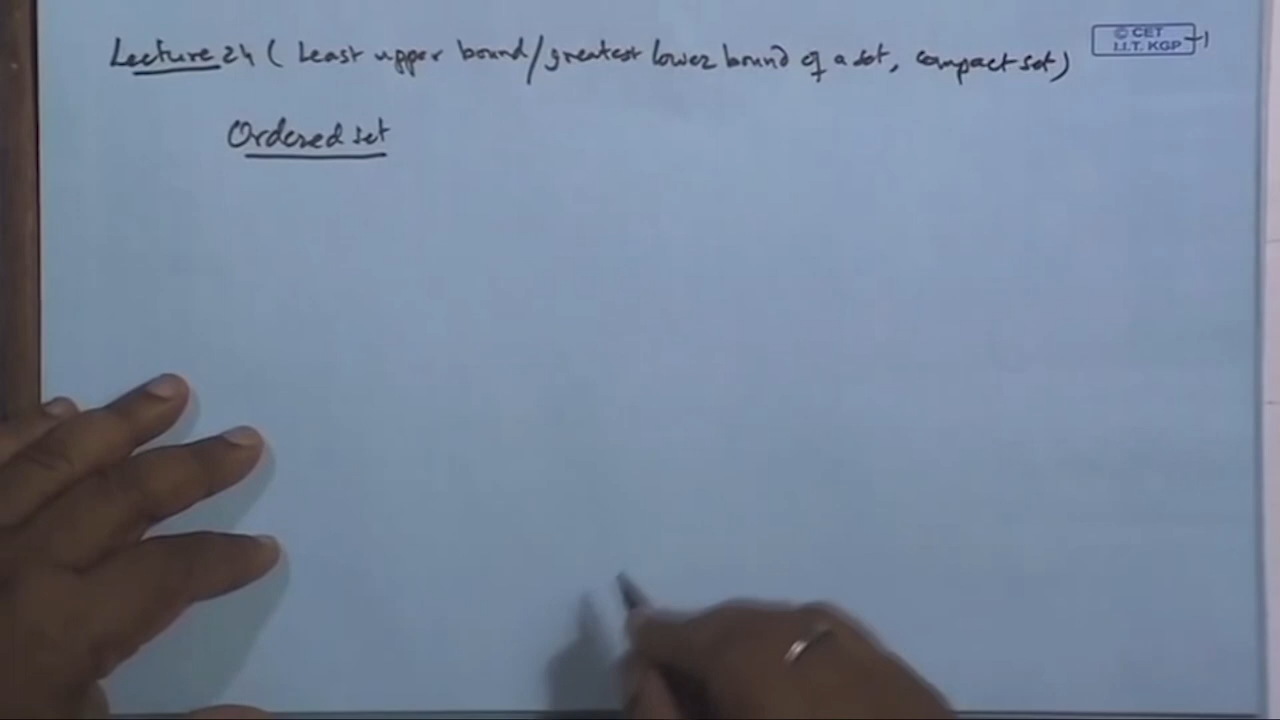 Lecture 24 ( Least upper bound/greatest lower bound of a set, compact set)
© CET
I.I.T. KGP
Ordered set